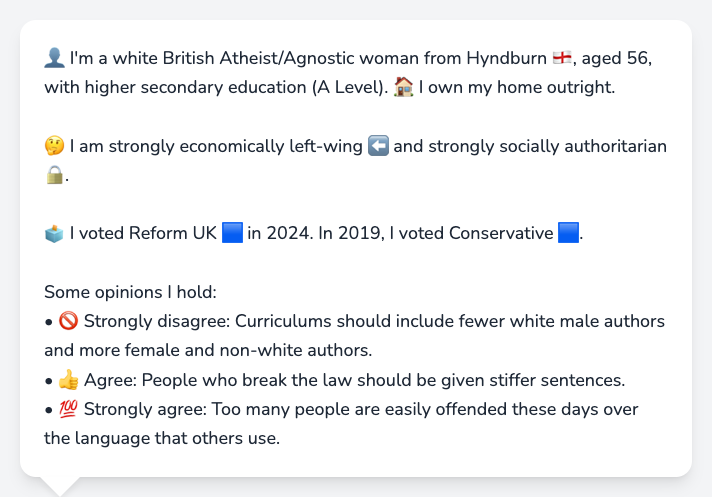 👤 I'm a white British Atheist/Agnostic woman from Hyndburn 🏴󠁧󠁢󠁥󠁮󠁧󠁿, aged 56,
with higher secondary education (A Level). 🏠 I own my home outright.
🤔 I am strongly economically left-wing ⬅️ and strongly socially authoritarian
🔒.
🗳️ I voted Reform UK 🟦 in 2024. In 2019, I voted Conservative 🟦.
Some opinions I hold:
• 🚫 Strongly disagree: Curriculums should include fewer white male authors
and more female and non-white authors.
• 👍 Agree: People who break the law should be given stiffer sentences.
• 💯 Strongly agree: Too many people are easily offended these days over
the language that others use.